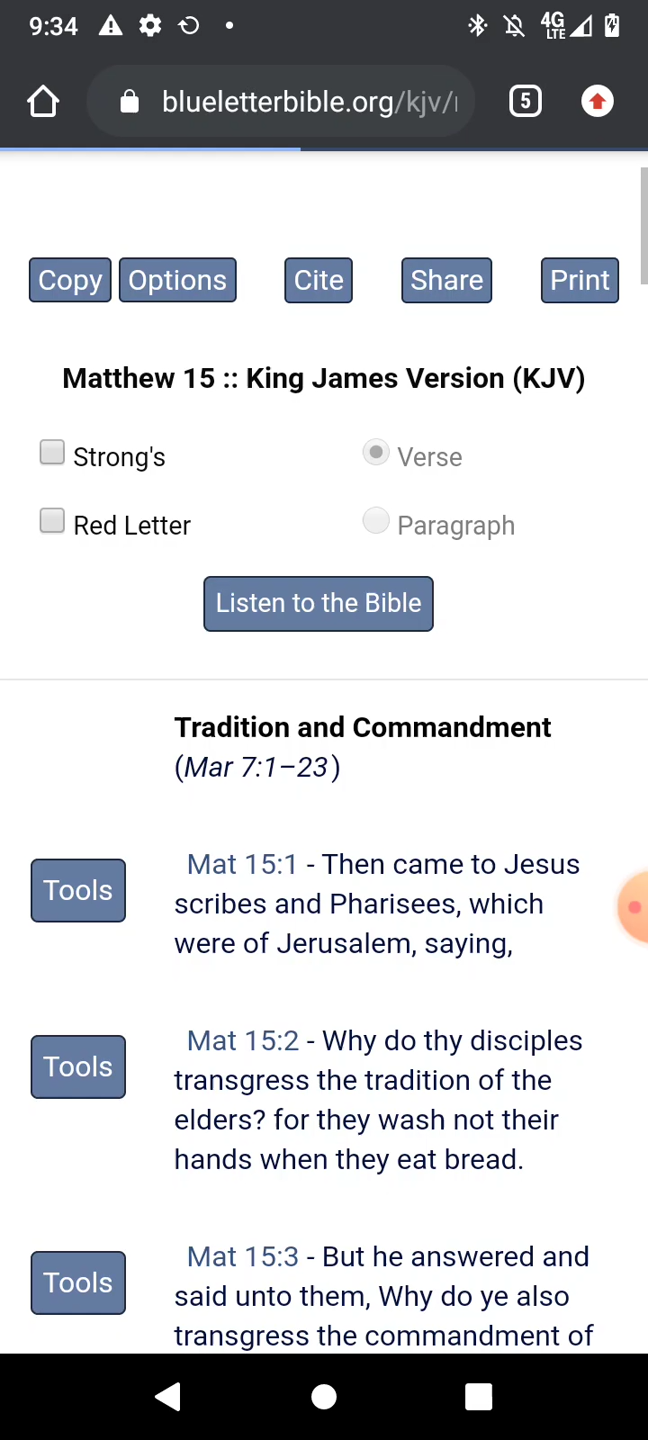 9:34 4G LTE
blueletterbible.org/kjv/ 5
Copy Options Cite Share Print
Matthew 15 :: King James Version (KJV)
Strong's Verse
Red Letter Paragraph
Listen to the Bible
Tradition and Commandment
(Mar 7:1–23)
Mat 15:1 - Then came to Jesus
Tools
scribes and Pharisees, which
were of Jerusalem, saying,
Mat 15:2 - Why do thy disciples
Tools
transgress the tradition of the
elders? for they wash not their
hands when they eat bread.
Mat 15:3 - But he answered and
Tools
said unto them, Why do ye also
transgress the commandment of